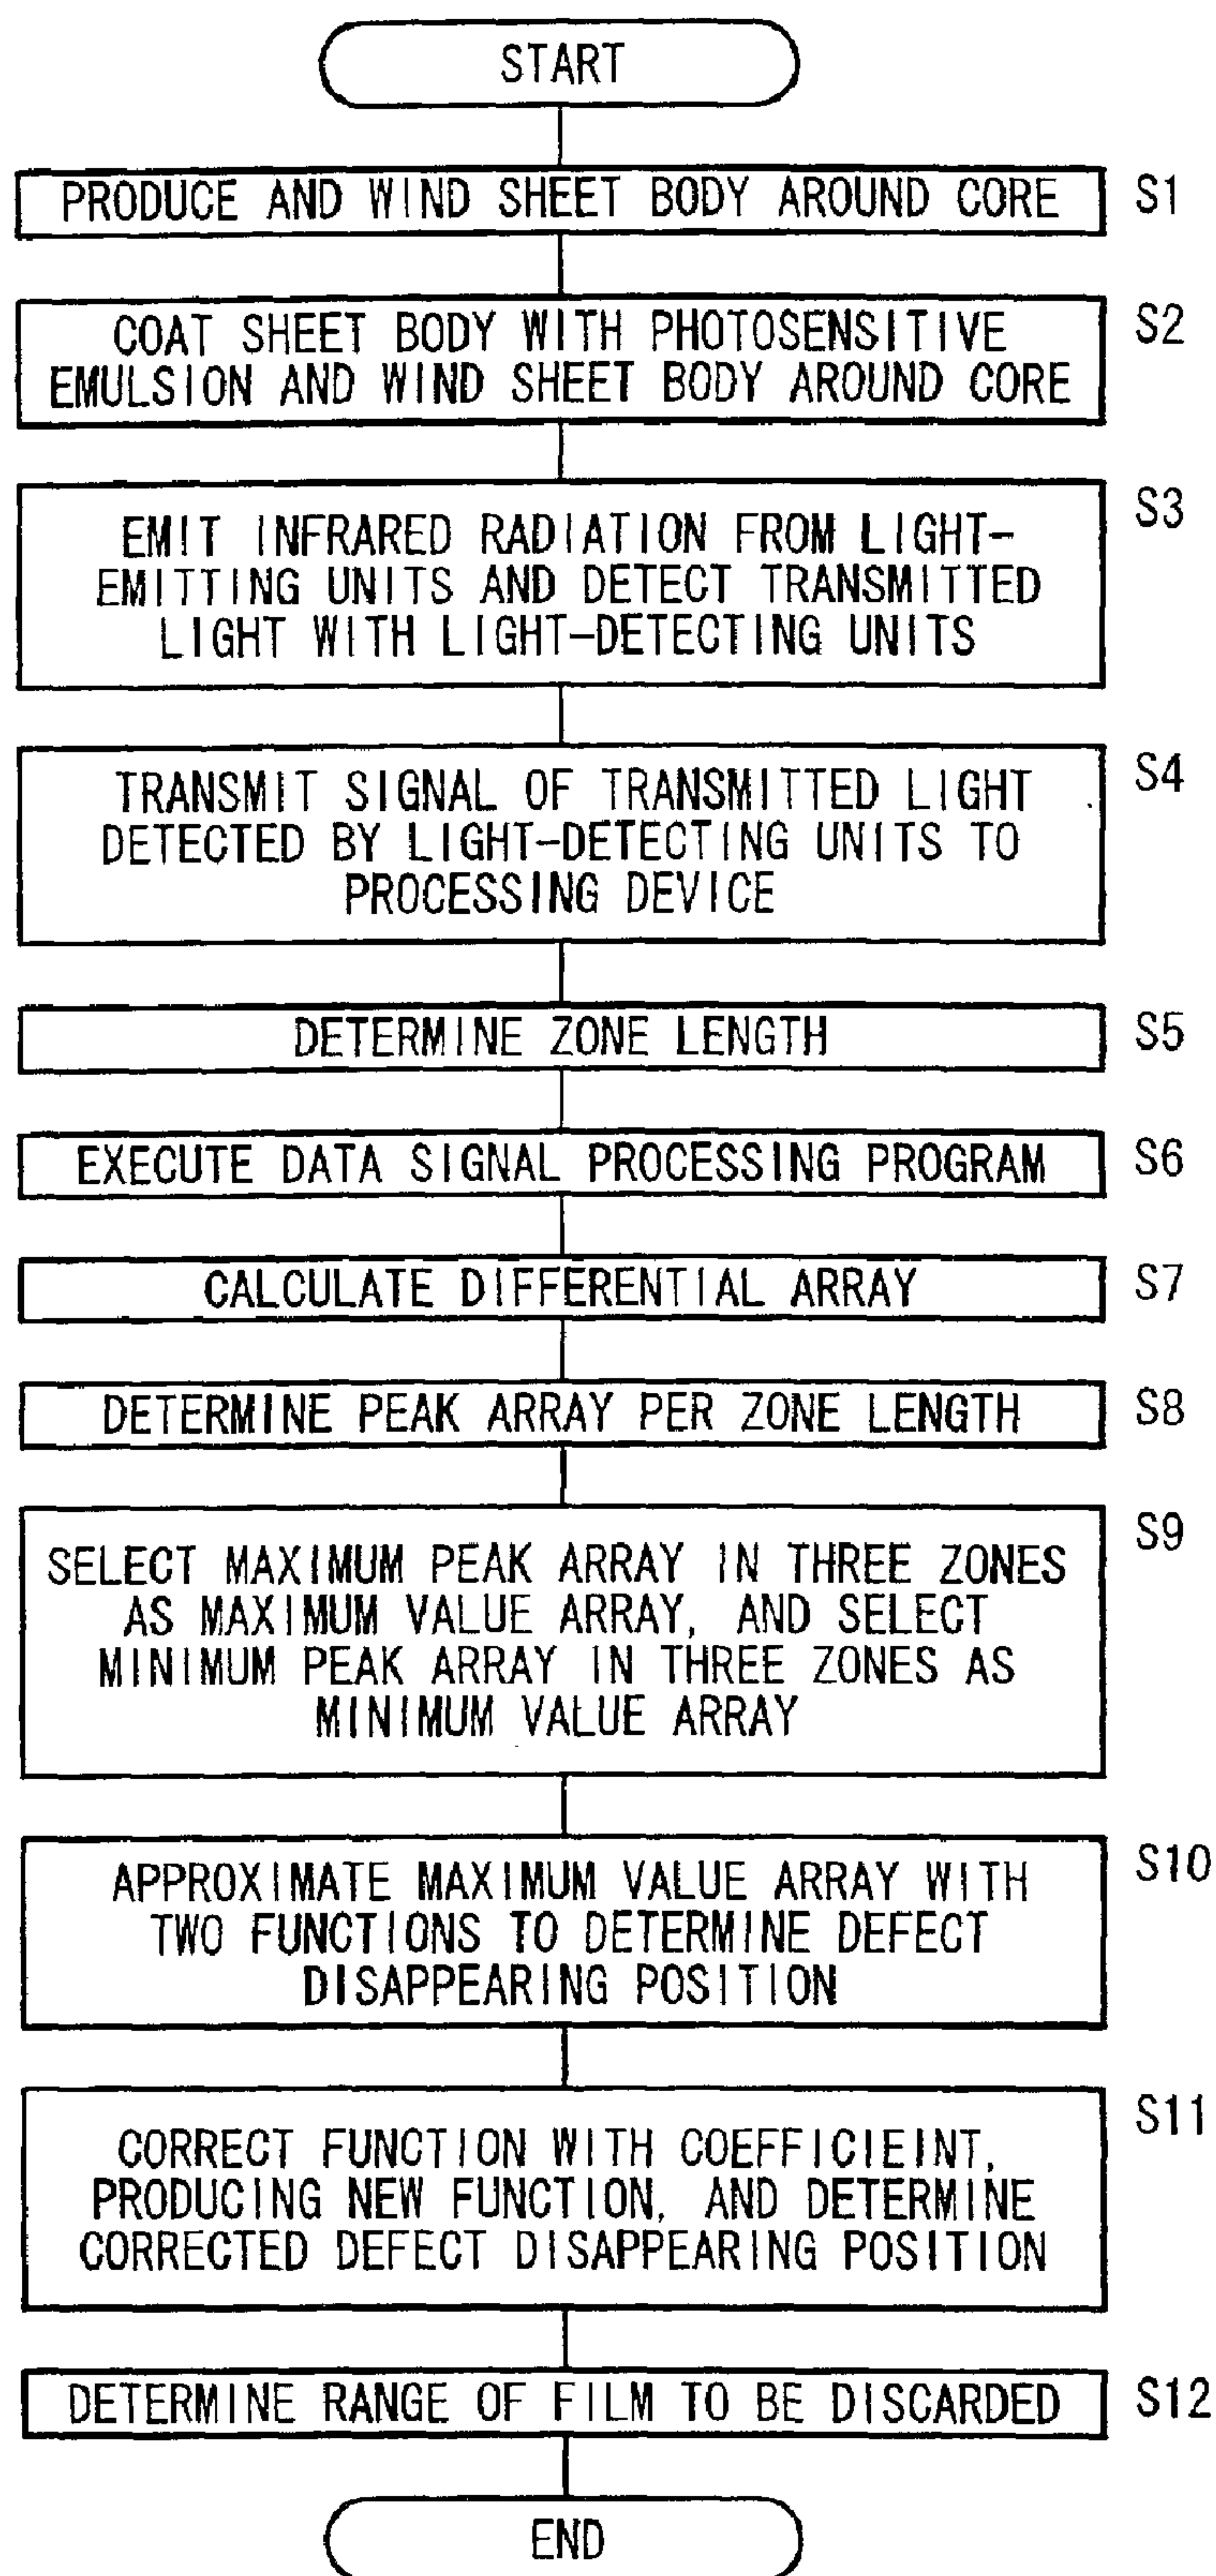 START
PRODUCE AND WIND SHEET BODY AROUND CORE S1
COAT SHEET BODY WITH PHOTOSENSITIVE S2
EMULSION AND WIND SHEET BODY AROUND CORE
S3
EMIT INFRARED RADIATION FROM LIGHT-
EMITTING UNITS AND DETECT TRANSMITTED
LIGHT WITH LIGHT-DETECTING UNITS
S4
TRANSMIT SIGNAL OF TRANSMITTED LIGHT
DETECTED BY LIGHT-DETECTING UNITS TO
PROCESSING DEVICE
DETERMINE ZONE LENGTH S5
EXECUTE DATA SIGNAL PROCESSING PROGRAM S6
CALCULATE DIFFERENTIAL ARRAY S7
DETERMINE PEAK ARRAY PER ZONE LENGTH S8
S9
SELECT MAXIMUM PEAK ARRAY IN THREE ZONES
AS MAXIMUM VALUE ARRAY, AND SELECT
MINIMUM PEAK ARRAY IN THREE ZONES AS
MINIMUM VALUE ARRAY
S10
APPROXIMATE MAXIMUM VALUE ARRAY WITH
TWO FUNCTIONS TO DETERMINE DEFECT
DISAPPEARING POSITION
S11
CORRECT FUNCTION WITH COEFFICIEINT,
PRODUCING NEW FUNCTION, AND DETERMINE
CORRECTED DEFECT DISAPPEARING POSITION
DETERMINE RANGE OF FILM TO BE DISCARDED S12
END